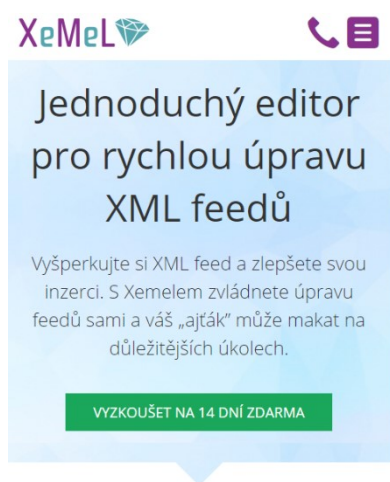 XeMeL
Jednoduchý editor
pro rychlou úpravu
XML feedů
Vyšperkujte si XML feed a zlepšete svou
inzerci. S Xemelem zvládnete úpravu
feedů sami a váš „ajťák” může makat na
důležitějších úkolech.
VYZKOUŠET NA 14 DNÍ ZDARMA